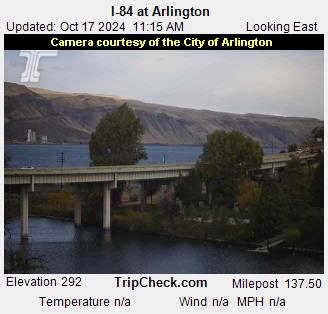 I-84 at Arlington
Updated: Oct 17 2024 11:15 AM Looking East
Camera courtesy of the City of Arlington
Elevation 292 TripCheck.com Milepost 137.50
Temperature n/a Wind n/a MPH n/a